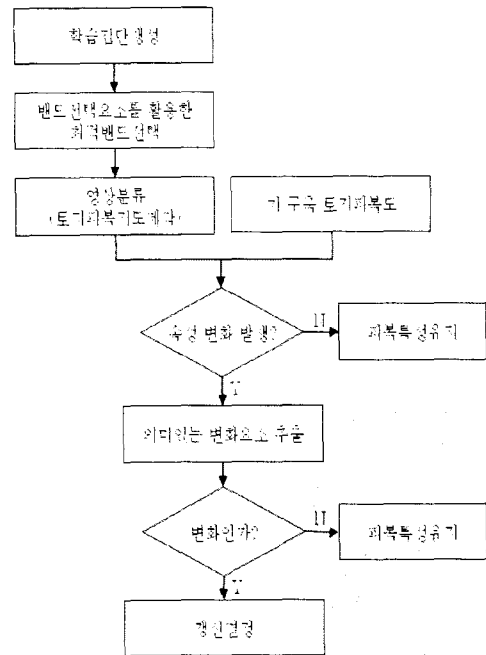 학습집단생성
밴드선택요소를 활용한
최적밴드선택
영상분류
(토지피복지도제작)
기 구축 토지피복도
속성 변화 발생?
N
피복특성유지
Y
의미있는 변화요소 추출
변화인가?
N
피복특성유지
Y
갱신결정